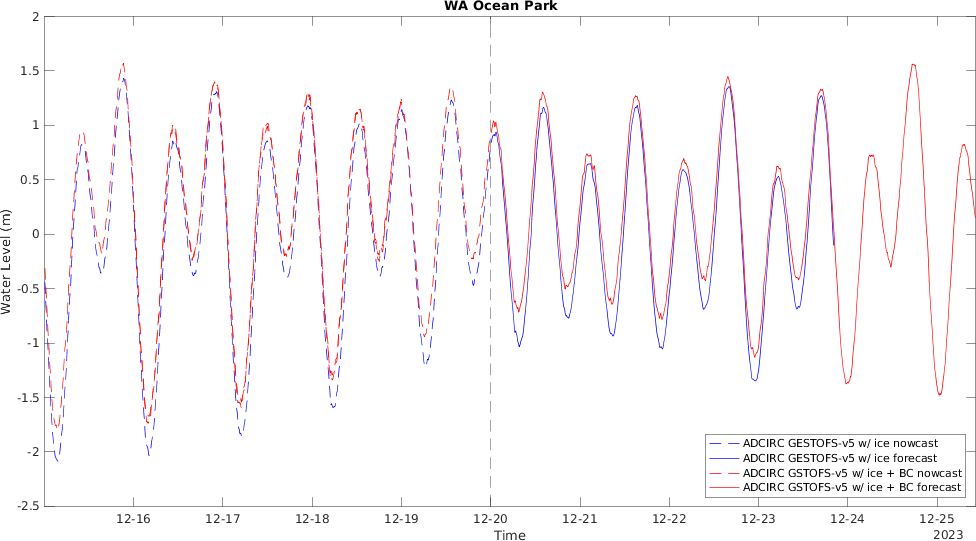 WA Ocean Park
2
1.5
1
0.5
0
-0.5
-1
-1.5
-2
-2.5
Water Level (m)
12-16 12-17 12-18 12-19 12-20 12-21 12-22 12-23 12-24 12-25
Time
2023
ADCIRC GESTOFS-v5 w/ ice nowcast
ADCIRC GESTOFS-v5 w/ ice forecast
ADCIRC GSTOFS-v5 w/ ice + BC nowcast
ADCIRC GSTOFS-v5 w/ ice + BC forecast